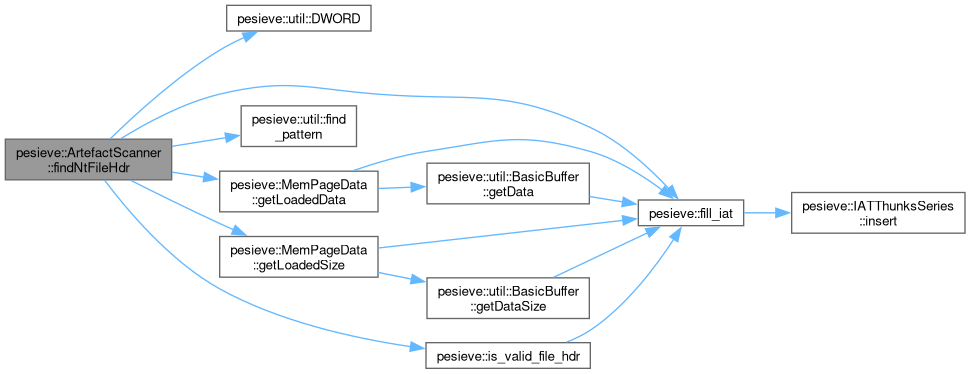 pesieve::util::DWORD
pesieve::util::find
_pattern
pesieve::ArtefactScanner
::findNtFileHdr
pesieve::MemPageData
::getLoadedData
pesieve::util::BasicBuffer
::getData
pesieve::fill_iat
pesieve::IATThunksSeries
::insert
pesieve::MemPageData
::getLoadedSize
pesieve::util::BasicBuffer
::getDataSize
pesieve::is_valid_file_hdr